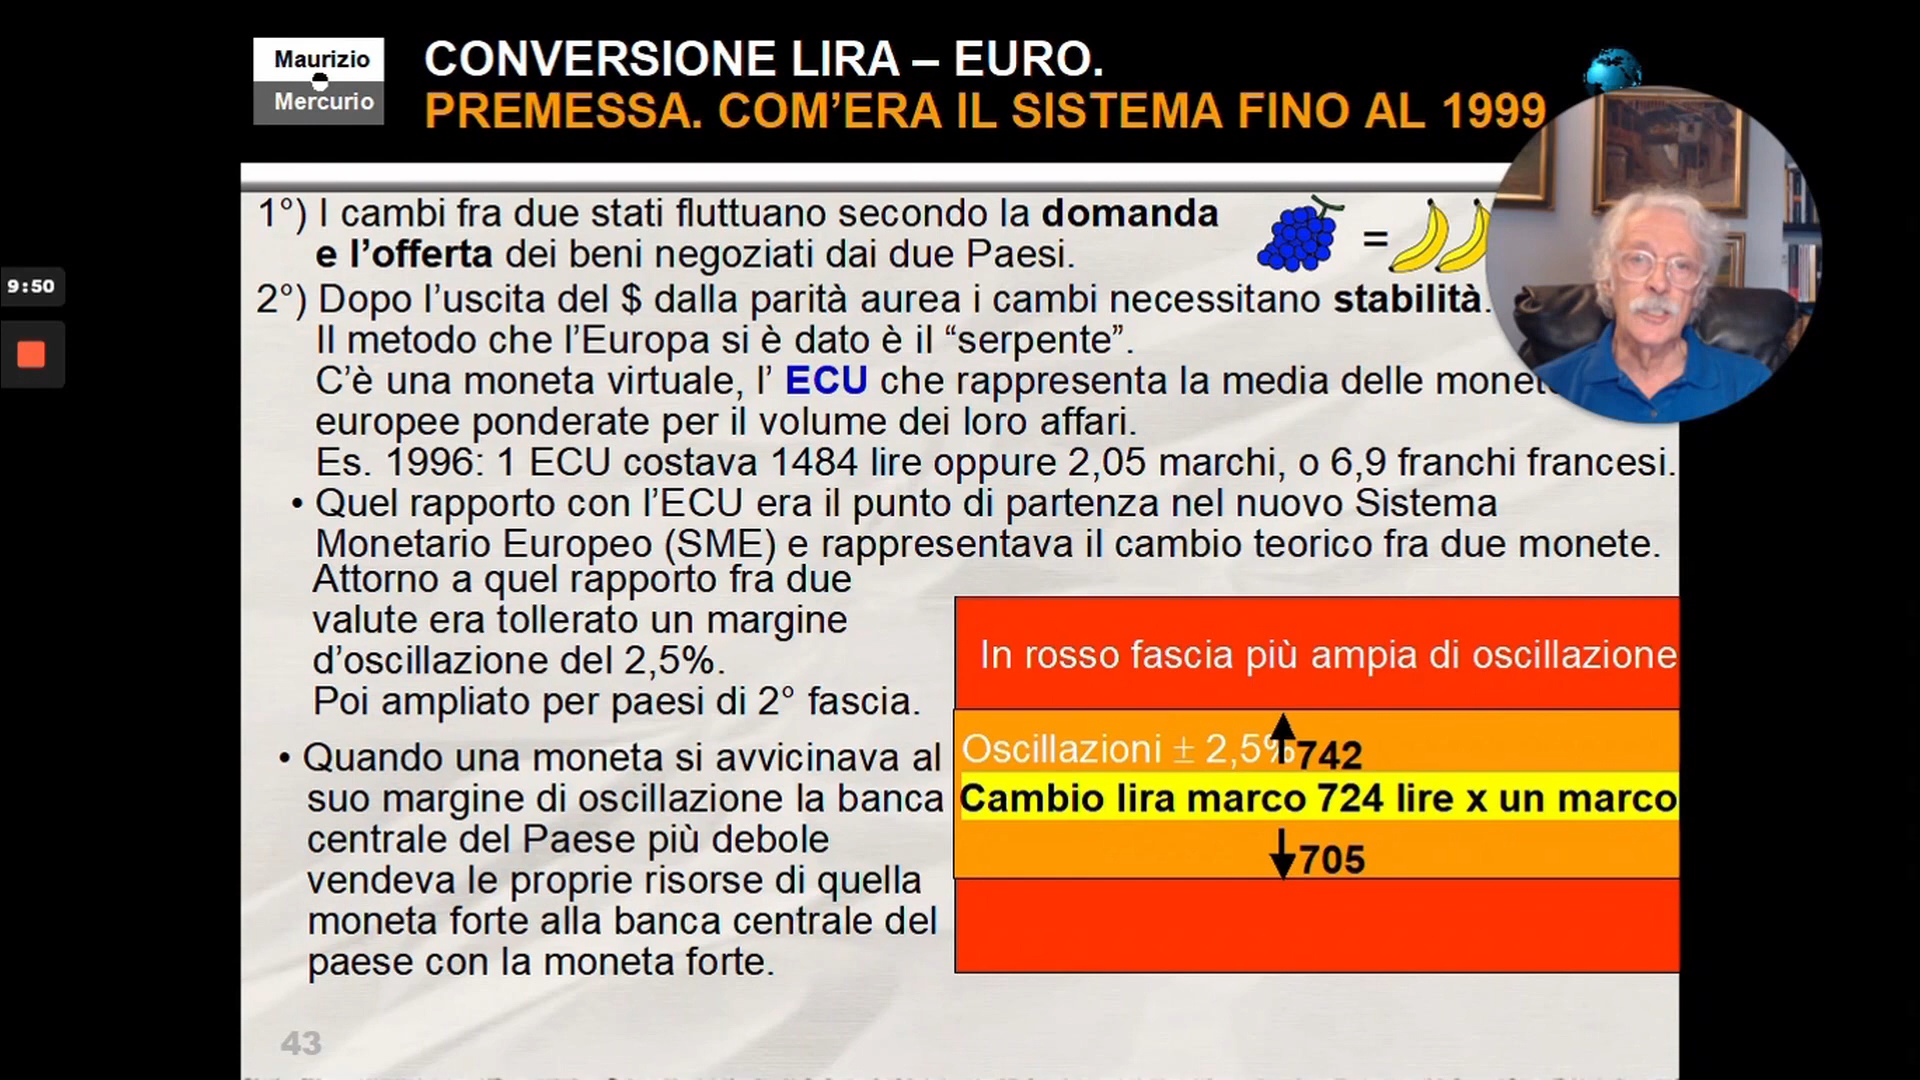 Maurizio
Mercurio
CONVERSIONE LIRA – EURO.
PREMESSA. COM’ERA IL SISTEMA FINO AL 1999
9:50
1°) I cambi fra due stati fluttuano secondo la domanda
e l’offerta dei beni negoziati dai due Paesi.
=
2°) Dopo l’uscita del $ dalla parità aurea i cambi necessitano stabilità.
Il metodo che l’Europa si è dato è il “serpente”.
C’è una moneta virtuale, l’ ECU che rappresenta la media delle monet
europee ponderate per il volume dei loro affari.
Es. 1996: 1 ECU costava 1484 lire oppure 2,05 marchi, o 6,9 franchi francesi.
• Quel rapporto con l’ECU era il punto di partenza nel nuovo Sistema
Monetario Europeo (SME) e rappresentava il cambio teorico fra due monete.
Attorno a quel rapporto fra due
valute era tollerato un margine
d’oscillazione del 2,5%.
Poi ampliato per paesi di 2° fascia.
• Quando una moneta si avvicinava al
suo margine di oscillazione la banca
centrale del Paese più debole
vendeva le proprie risorse di quella
moneta forte alla banca centrale del
paese con la moneta forte.
In rosso fascia più ampia di oscillazione
Oscillazioni ± 2,5%
742
Cambio lira marco 724 lire x un marco
705
43